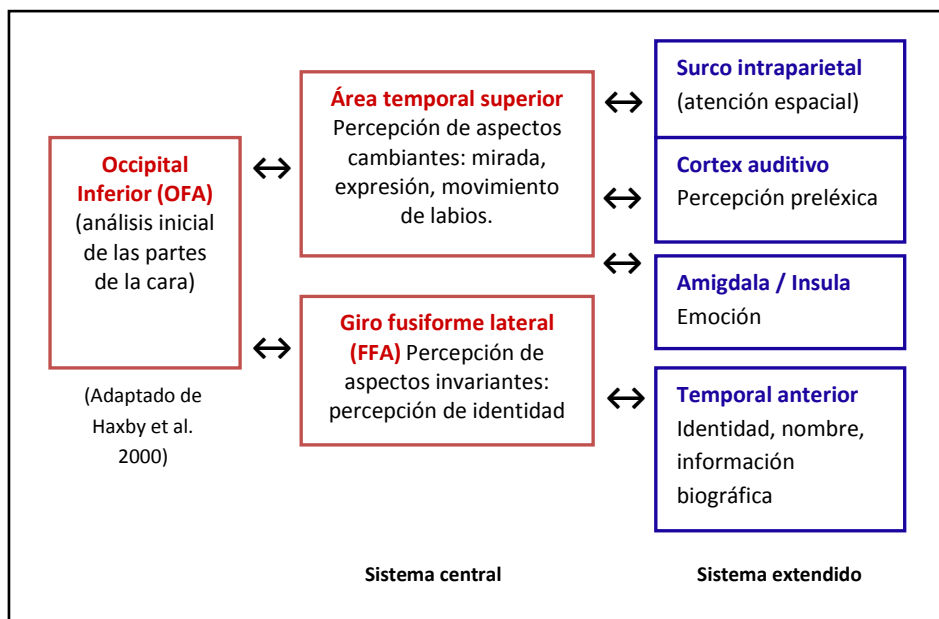 Occipital
Inferior (OFA)
(análisis inicial
de las partes
de la cara)
(Adaptado de
Haxby et al.
2000)
Área temporal superior
Percepción de aspectos
cambiantes: mirada,
expresión, movimiento
de labios.
Giro fusiforme lateral
(FFA) Percepción de
aspectos invariantes:
percepción de identidad
Surco intraparietal
(atención espacial)
Cortex auditivo
Percepción preléxica
Amigdala / Insula
Emoción
Temporal anterior
Identidad, nombre,
información
biográfica
Sistema central
Sistema extendido